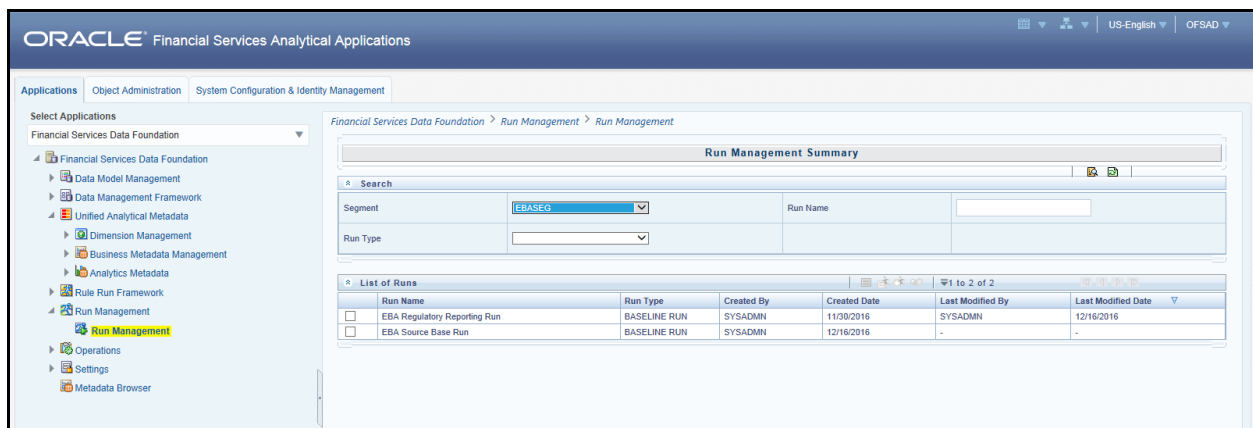 US-English OFSAD
ORACLE® Financial Services Analytical Applications
Applications Object Administration System Configuration & Identity Management
Select Applications
Financial Services Data Foundation
Financial Services Data Foundation
Data Model Management
Data Management Framework
Unified Analytical Metadata
Dimension Management
Business Metadata Management
Analytics Metadata
Rule Run Framework
Run Management
Run Management
Operations
Settings
Metadata Browser
Financial Services Data Foundation > Run Management > Run Management
Run Management Summary
Search
Segment EBASEG Run Name
Run Type
List of Runs 1 to 2 of 2
Run Name Run Type Created By Created Date Last Modified By Last Modified Date
EBA Regulatory Reporting Run BASELINE RUN SYSADMN 11/30/2016 SYSADMN 12/16/2016
EBA Source Base Run BASELINE RUN SYSADMN 12/16/2016 - -